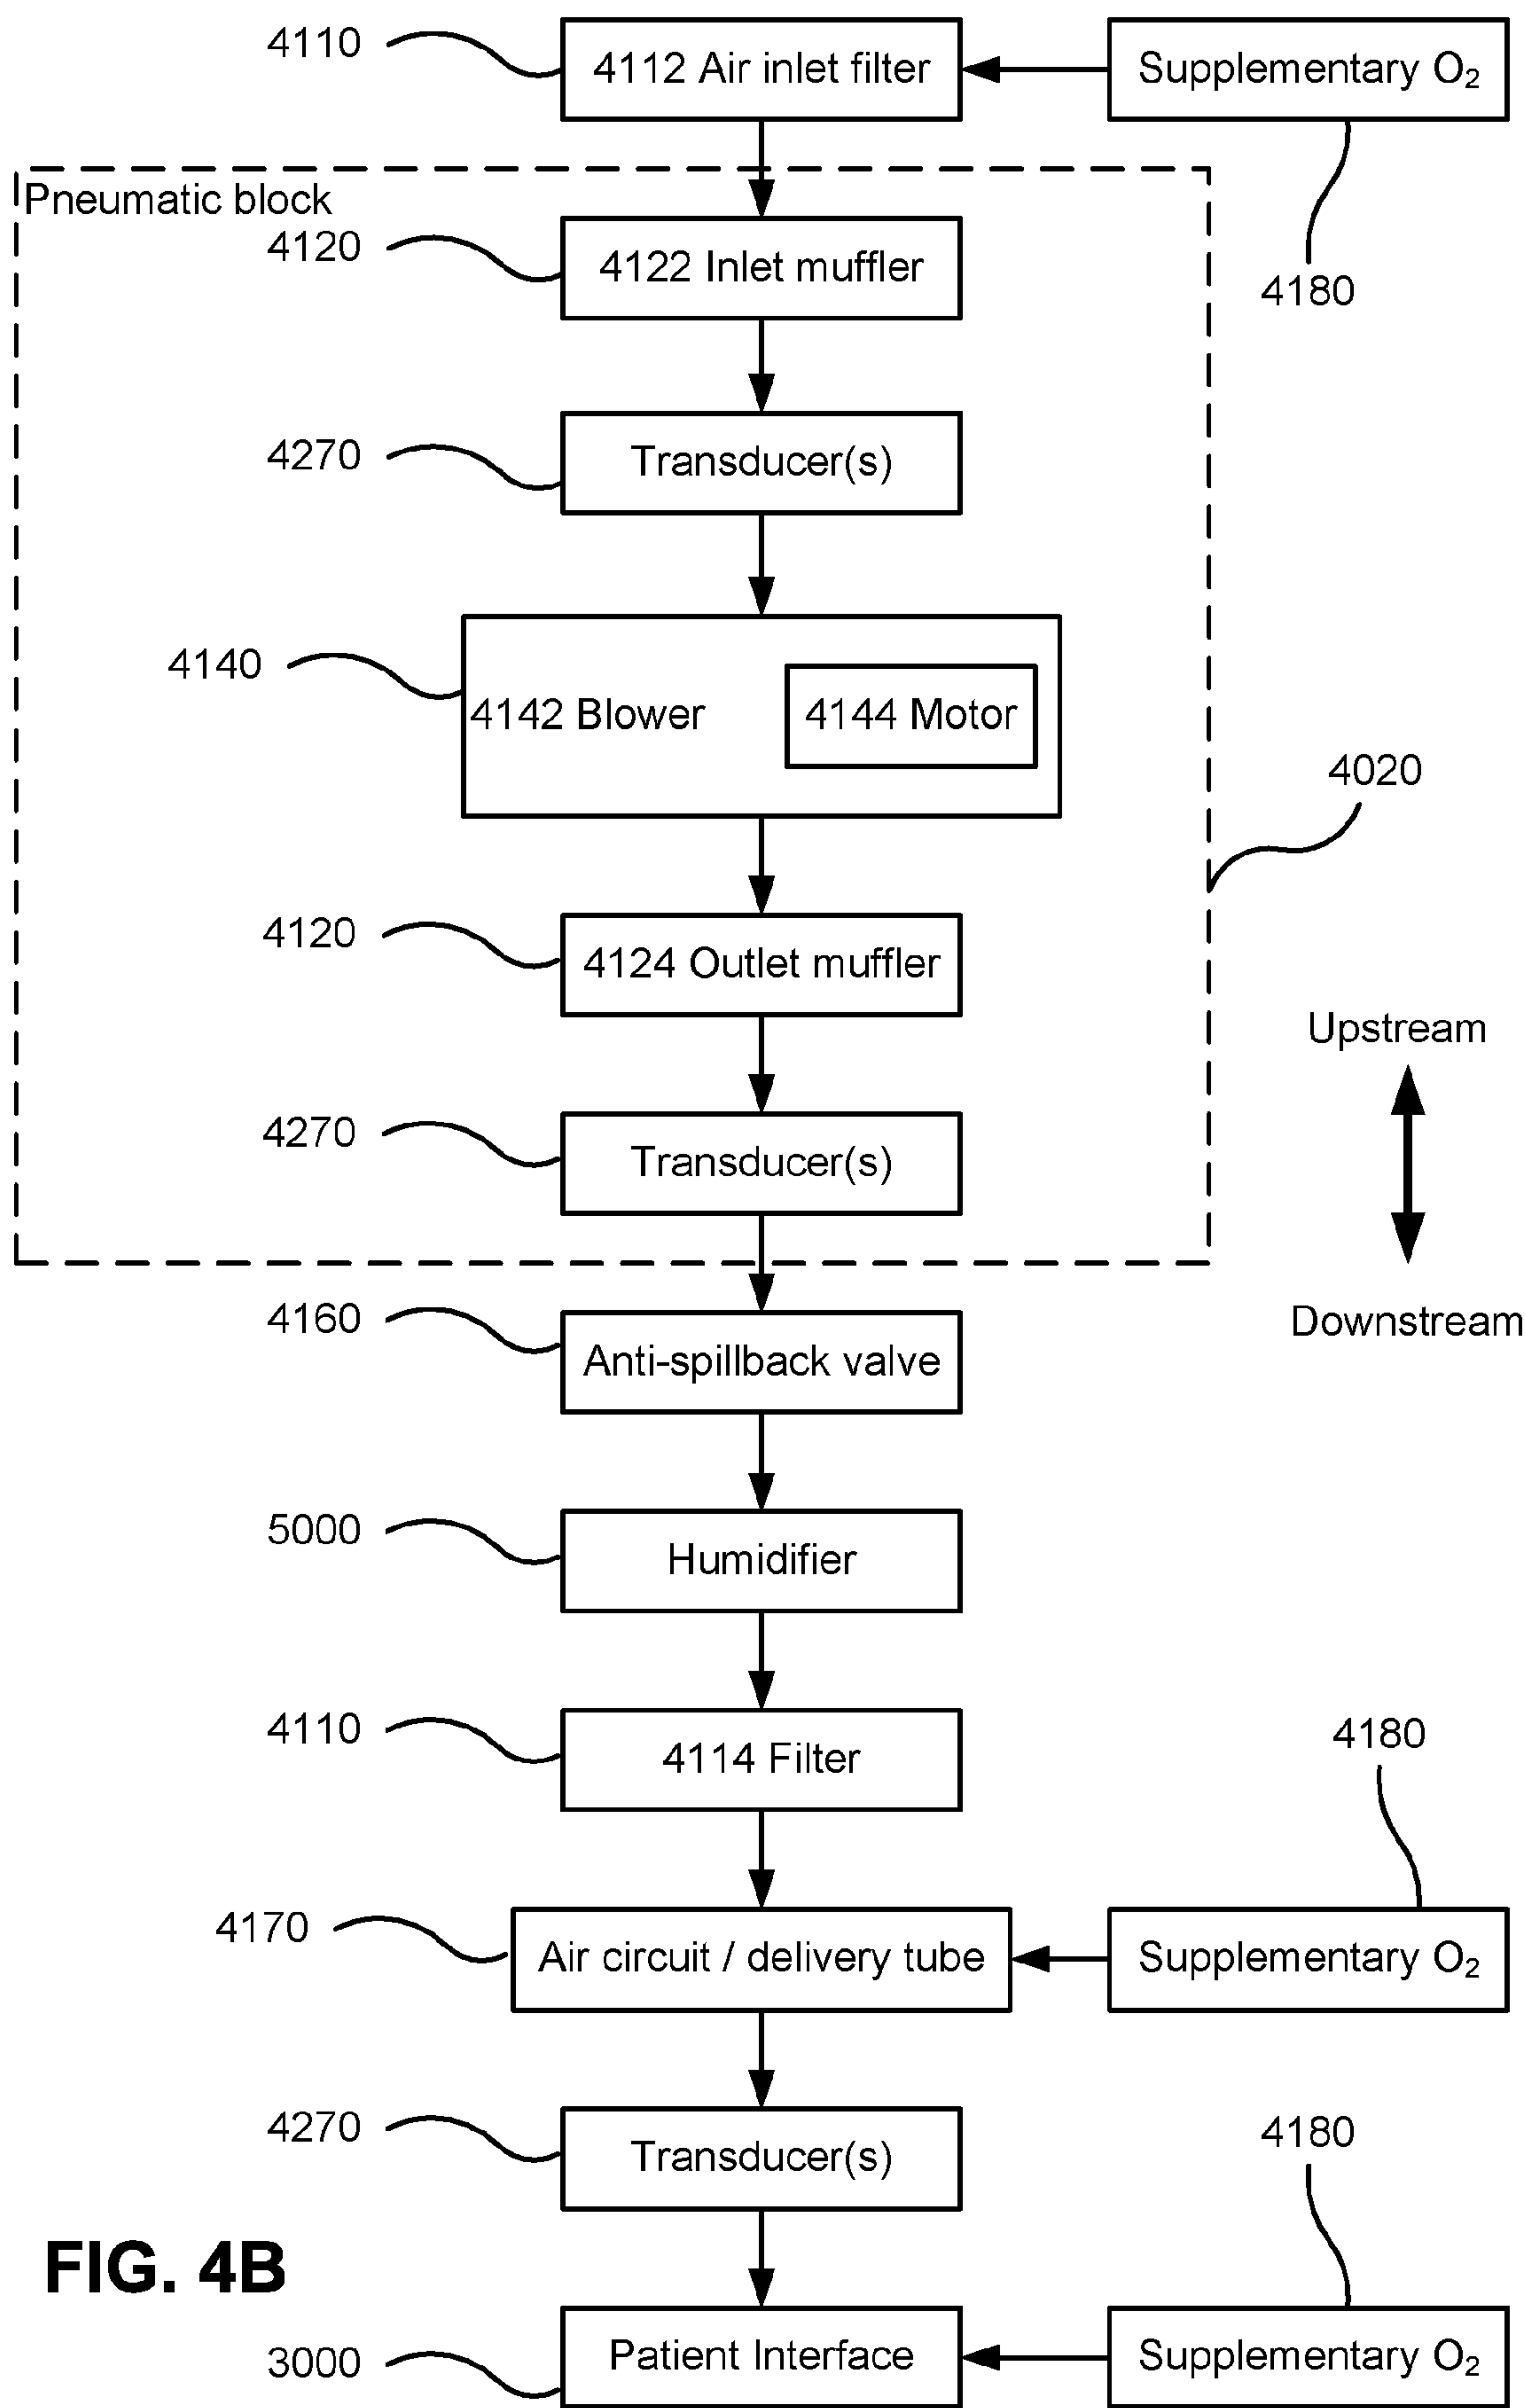 4110
4112 Air inlet filter
Supplementary O₂
Pneumatic block
4120
4122 Inlet muffler
4180
4270
Transducer(s)
4140
4142 Blower
4144 Motor
4020
4120
4124 Outlet muffler
Upstream
4270
Transducer(s)
4160
Anti-spillback valve
Downstream
5000
Humidifier
4110
4114 Filter
4180
4170
Air circuit / delivery tube
Supplementary O₂
4270
Transducer(s)
4180
FIG. 4B
3000
Patient Interface
Supplementary O₂